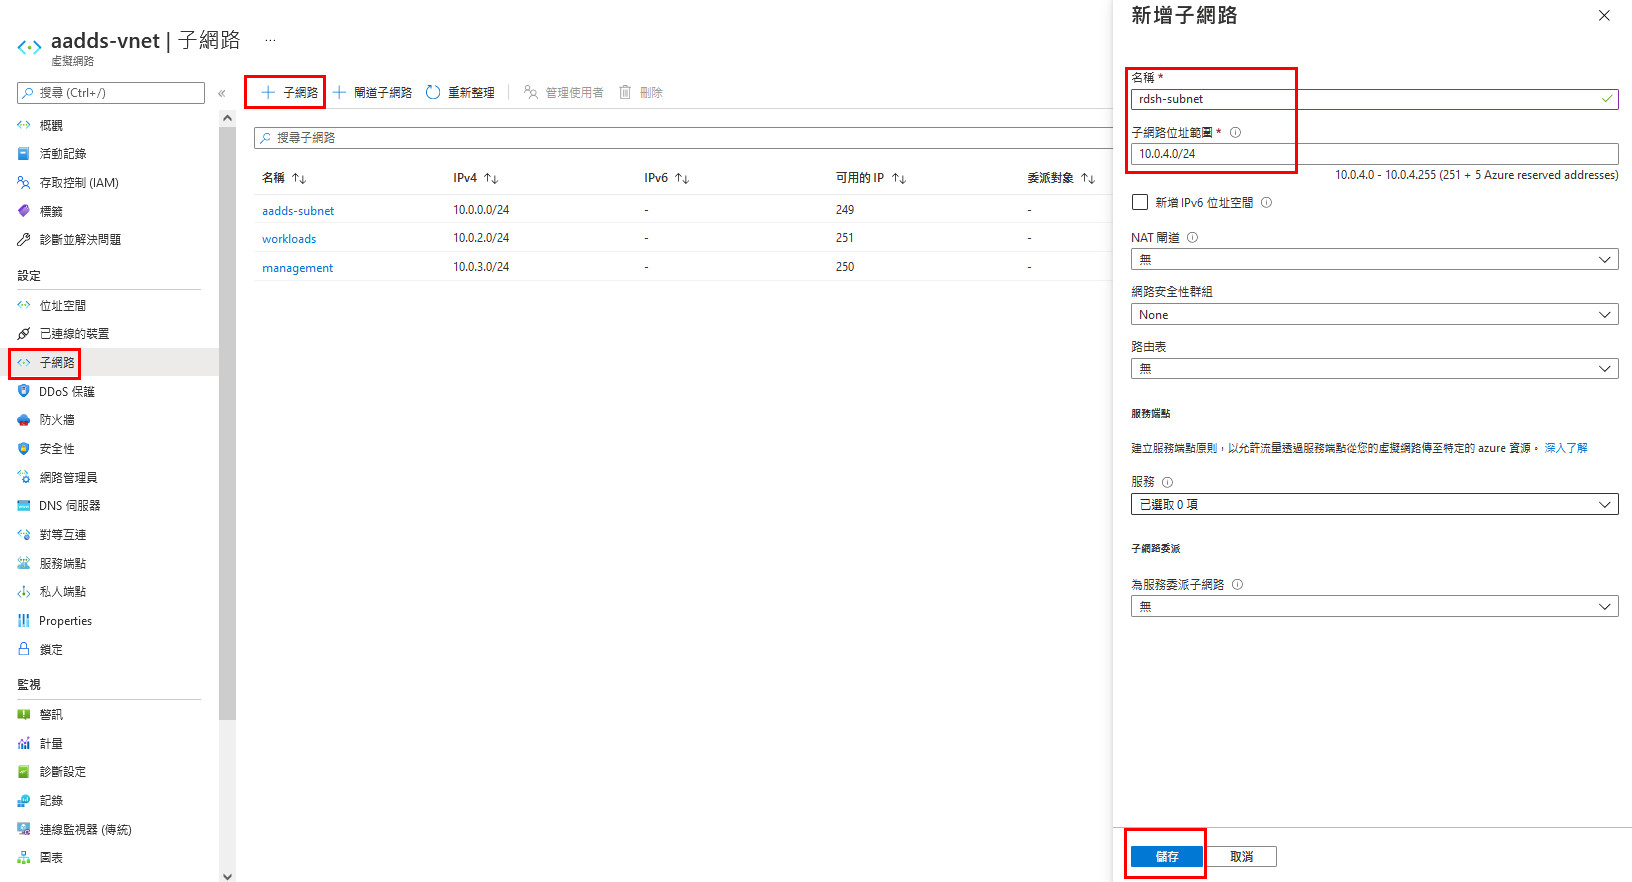 aadds-vnet | 子網路 …
虛擬網路
搜尋 (Ctrl+/)
«
概觀
活動記錄
存取控制 (IAM)
標籤
診斷並解決問題
設定
位址空間
已連線的裝置
子網路
DDoS 保護
防火牆
安全性
網路管理員
DNS 伺服器
對等互連
服務端點
私人端點
Properties
鎖定
監視
警訊
計量
診斷設定
記錄
連線監視器 (傳統)
圖表
子網路 閘道子網路 重新整理 管理使用者 刪除
搜尋子網路
名稱 IPv4 IPv6 可用的 IP 委派對象
aadds-subnet 10.0.0.0/24 - 249 -
workloads 10.0.2.0/24 - 251 -
management 10.0.3.0/24 - 250 -
新增子網路
名稱 *
rdsh-subnet
子網路位址範圍 *
10.0.4.0/24
10.0.4.0 - 10.0.4.255 (251 + 5 Azure reserved addresses)
新增 IPv6 位址空間
NAT 閘道
無
網路安全性群組
None
路由表
無
服務端點
建立服務端點原則，以允許流量透過服務端點從您的虛擬網路傳至特定的 azure 資源。 深入了解
服務
已選取 0 項
子網路委派
為服務委派子網路
無
儲存 取消